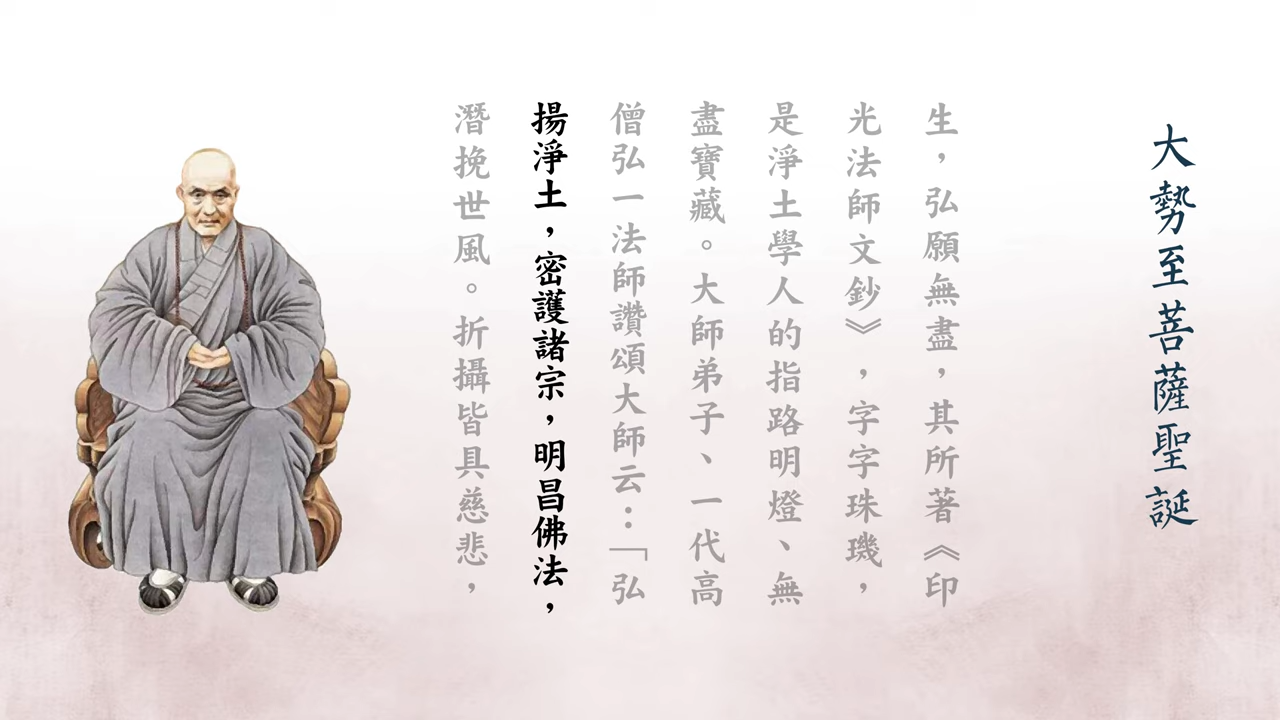 大勢至菩薩聖誕
生，弘願無盡，其所著《印
光法師文鈔》，字字珠璣，
是淨土學人的指路明燈、無
盡寶藏。大師弟子、一代高
僧弘一法師讚頌大師云：「弘
揚淨土，密護諸宗，明昌佛法，
潛挽世風。折攝皆具慈悲，